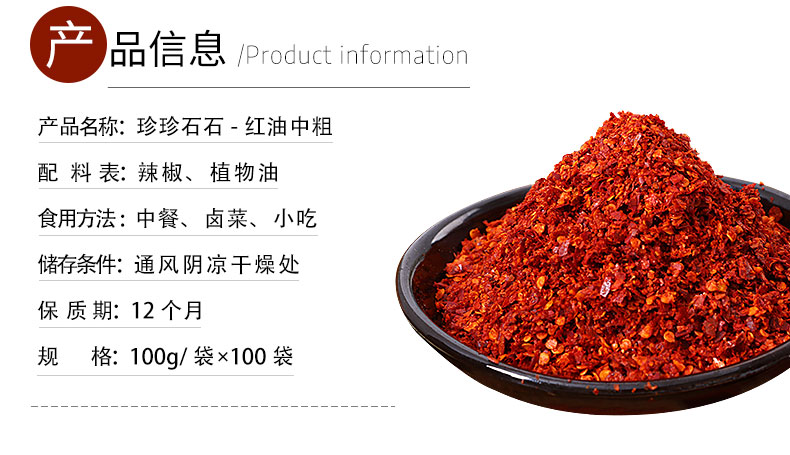 产品信息 /Product information
产品名称：珍珍石石 - 红油中粗
配 料 表：辣椒、植物油
食用方法：中餐、卤菜、小吃
储存条件：通风阴凉干燥处
保 质 期：12 个月
规 格：100g/ 袋×100 袋